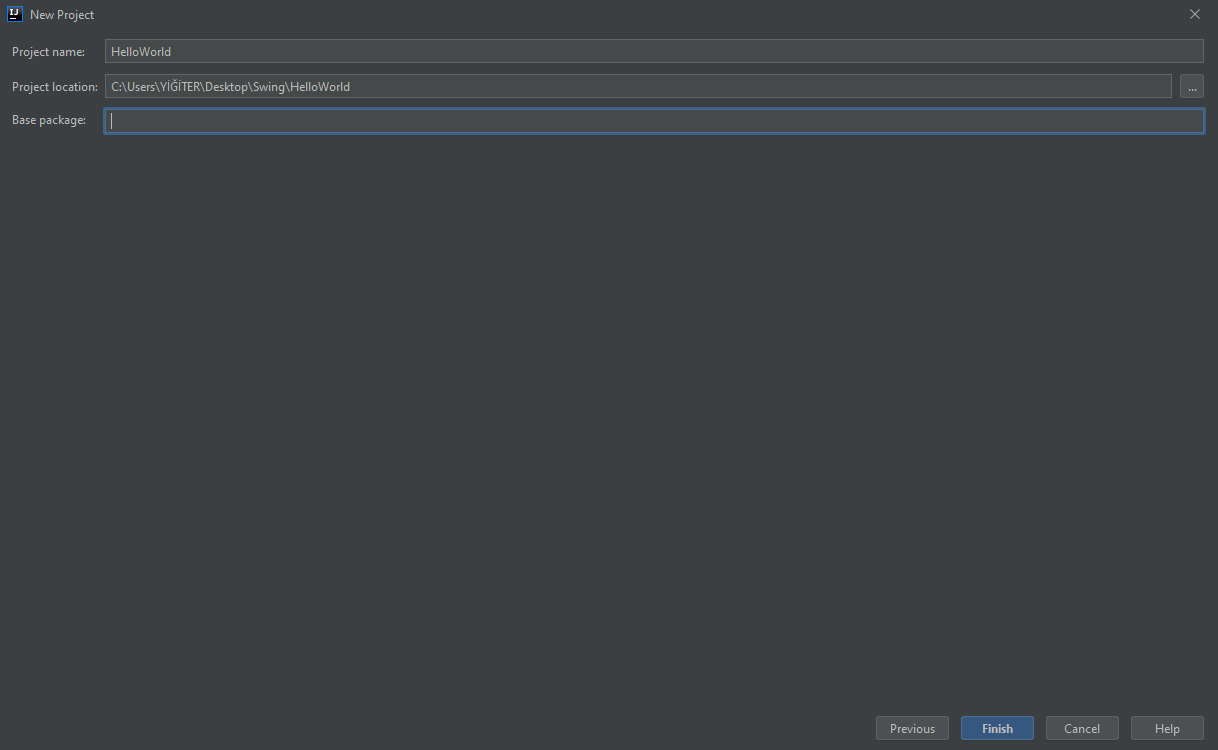 IJ New Project
Project name: HelloWorld
Project location: C:\Users\YİĞİTER\Desktop\Swing\HelloWorld ...
Base package:
Previous Finish Cancel Help